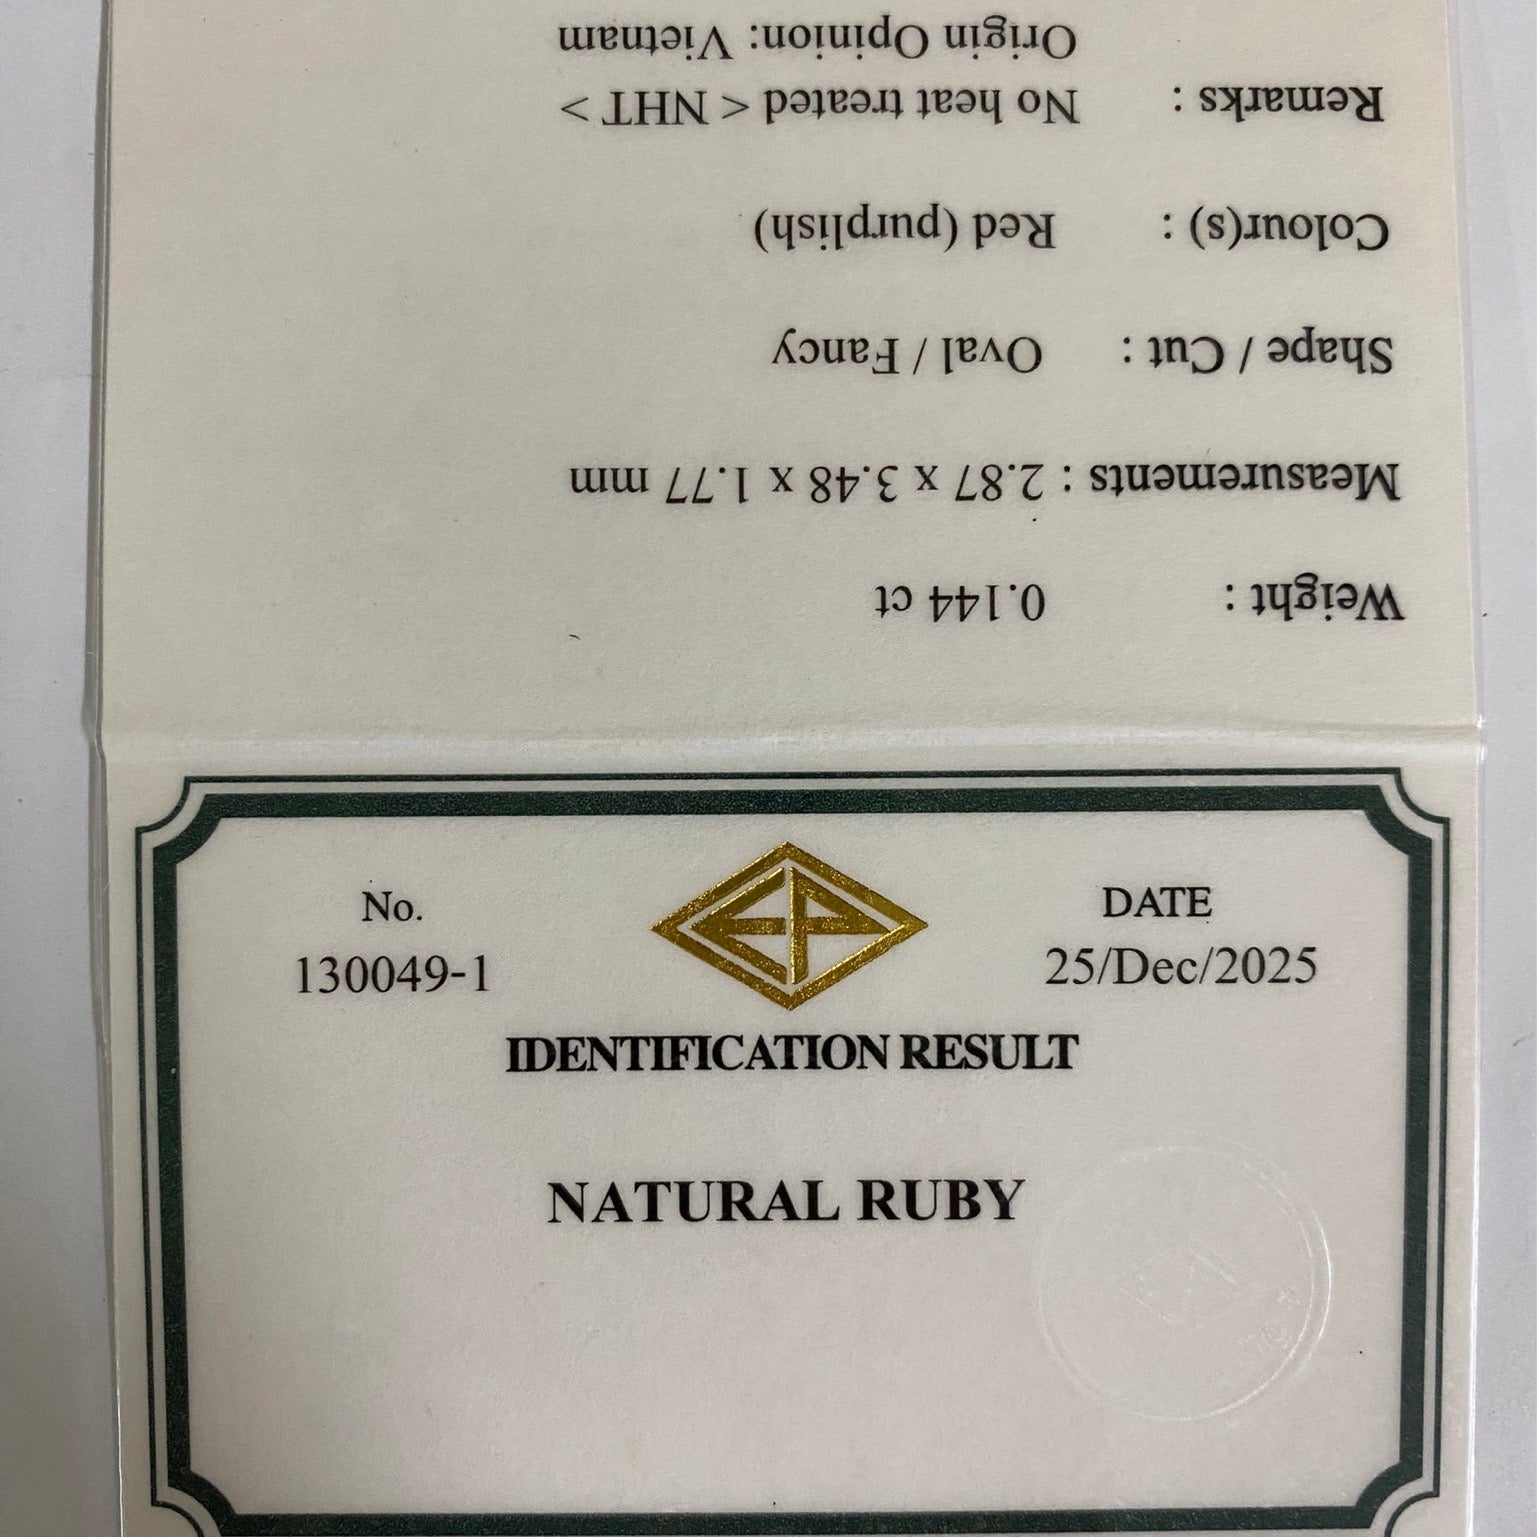 No.
130049-1
EP
DATE
25/Dec/2025
IDENTIFICATION RESULT
NATURAL RUBY
Weight : 0.144 ct
Measurements : 2.87 x 3.48 x 1.77 mm
Shape / Cut : Oval / Fancy
Colour(s) : Red (purplish)
Remarks : No heat treated < NHT >
Origin Opinion: Vietnam